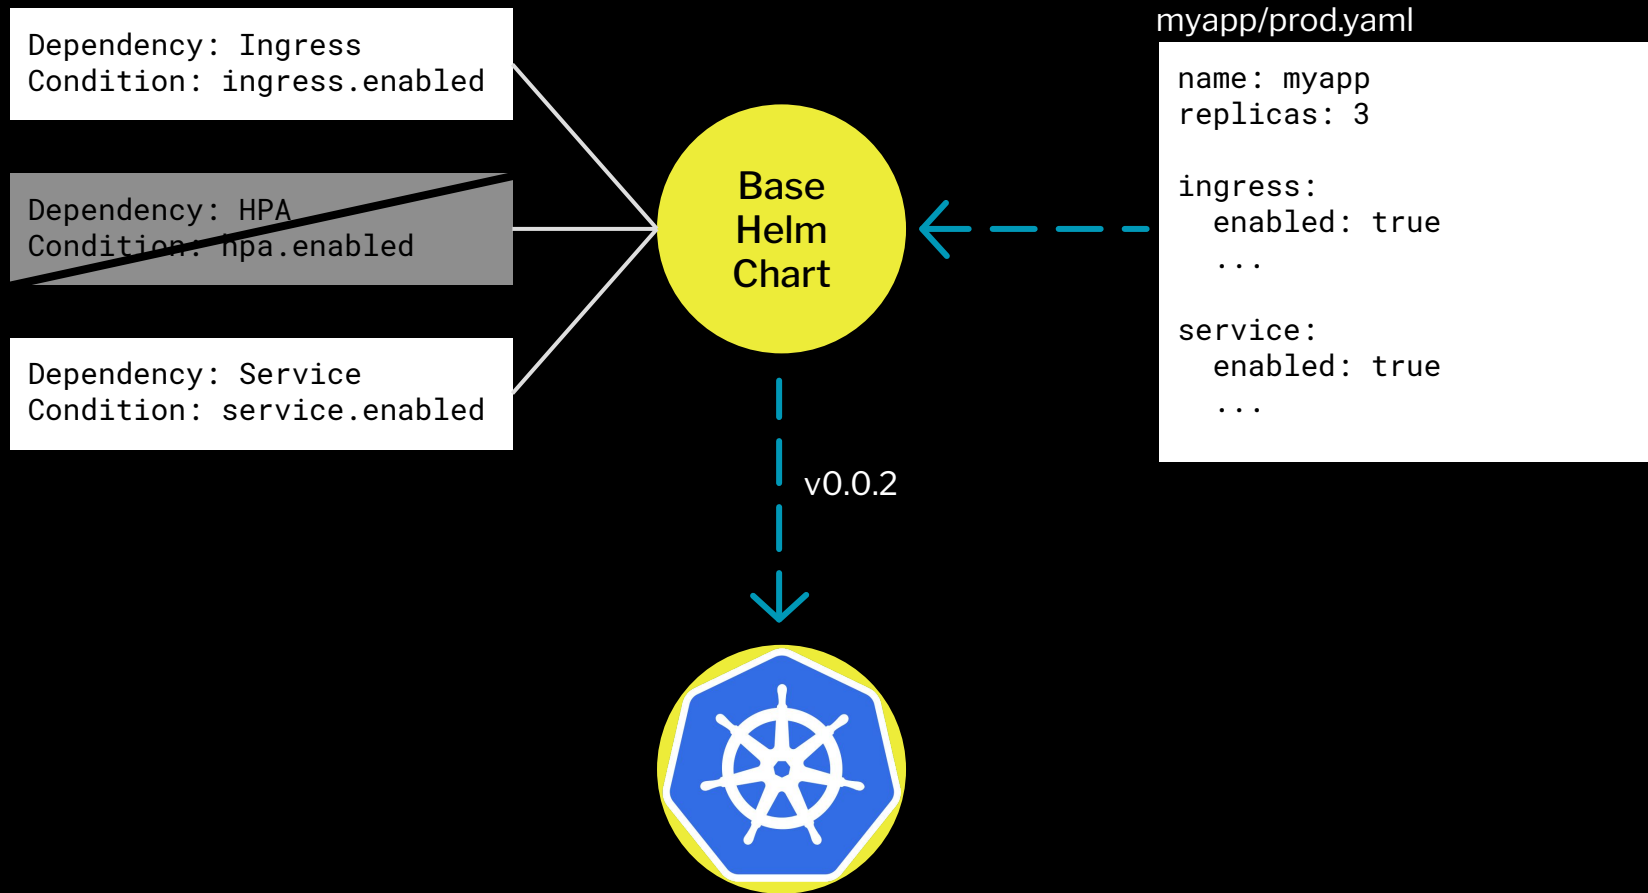 Dependency: Ingress
Condition: ingress.enabled
Dependency: HPA
Condition: hpa.enabled
Dependency: Service
Condition: service.enabled
Base
Helm
Chart
v0.0.2
myapp/prod.yaml
name: myapp
replicas: 3
ingress:
  enabled: true
  ...
service:
  enabled: true
  ...